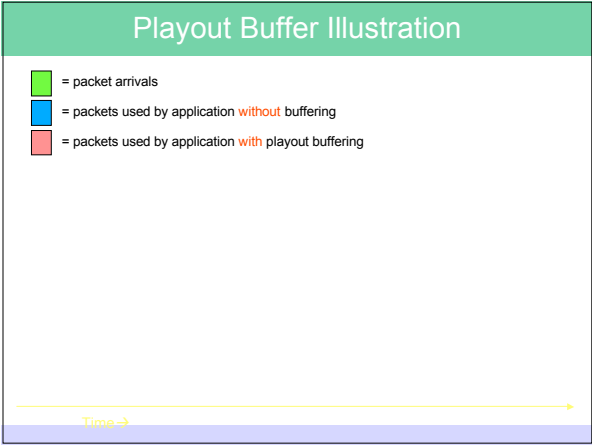 Playout Buffer Illustration
= packet arrivals
= packets used by application without buffering
= packets used by application with playout buffering
Time →